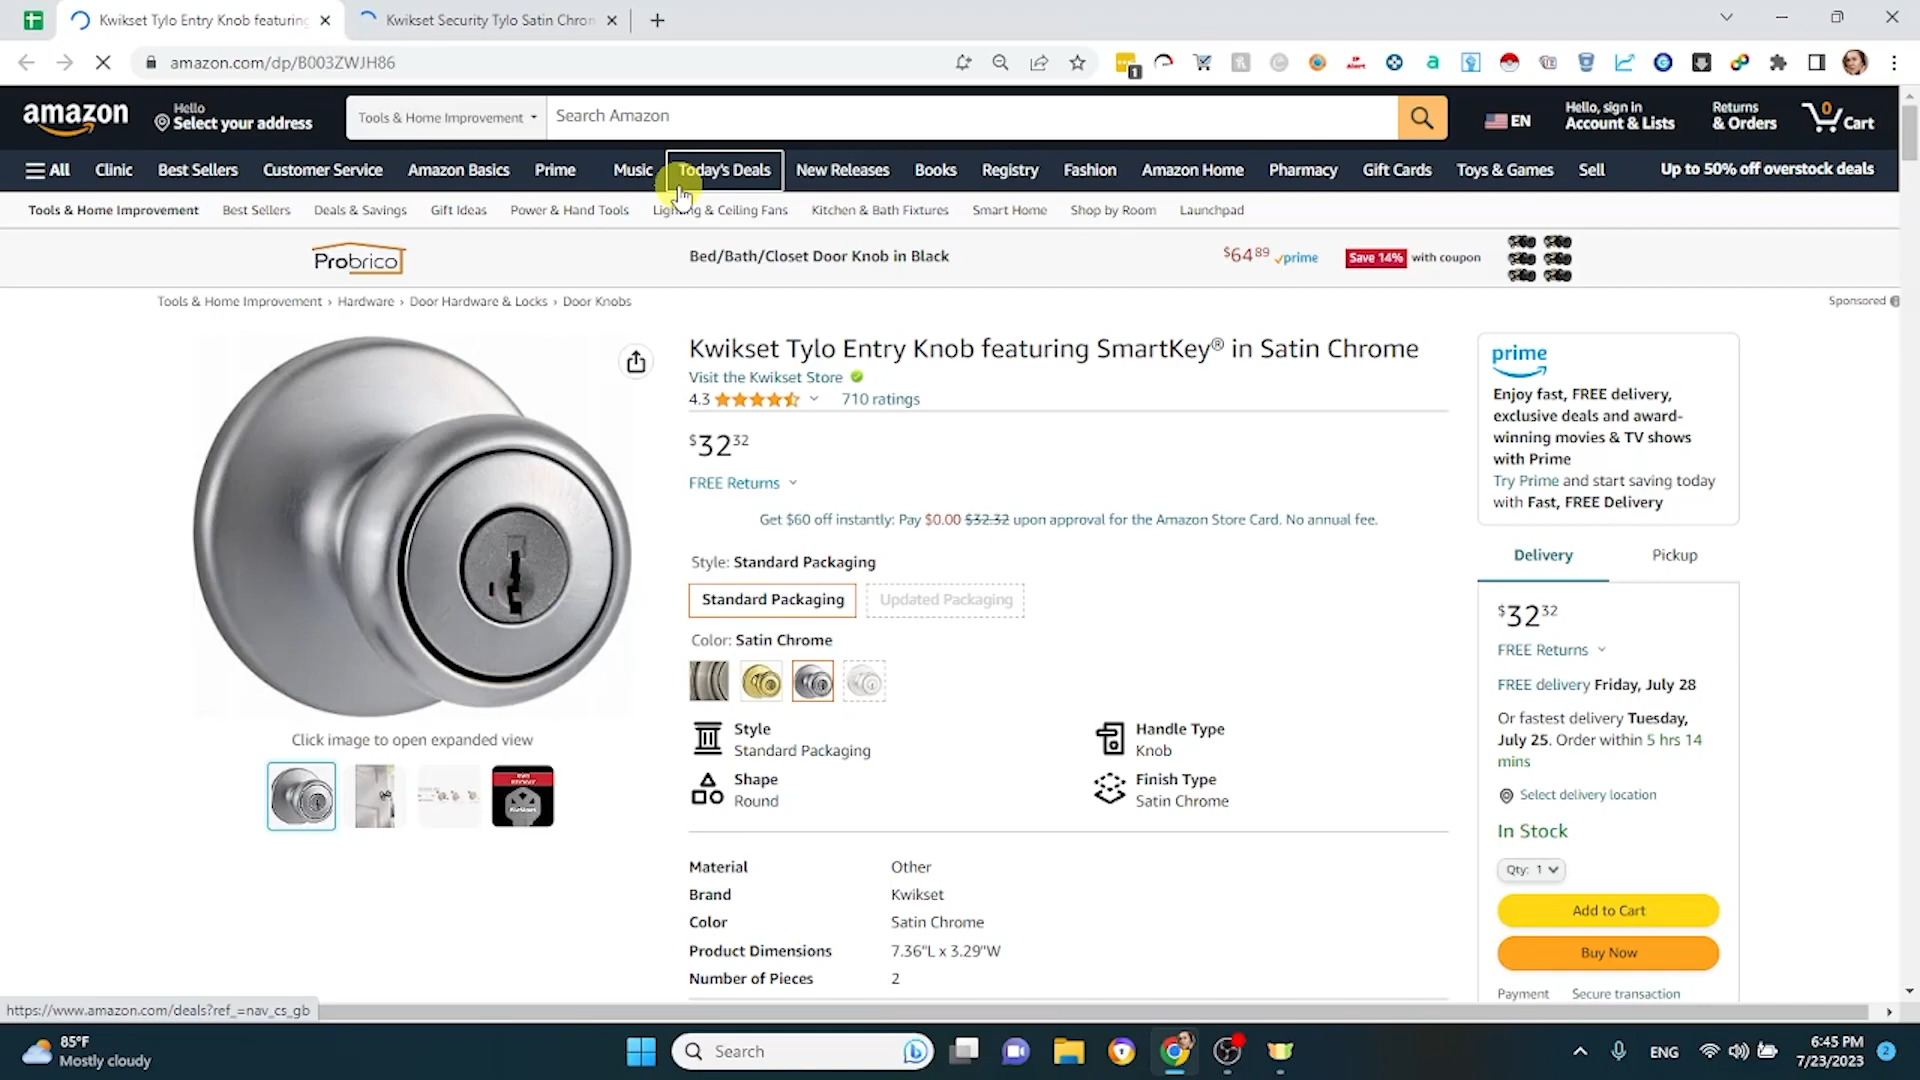 Kwikset Tylo Entry Knob featuring
Kwikset Security Tylo Satin Chron
amazon.com/dp/B003ZWJH86
1
amazon
Hello
Select your address
Tools & Home Improvement
Search Amazon
EN
Hello, sign in
Account & Lists
Returns
& Orders
0
Cart
All
Clinic
Best Sellers
Customer Service
Amazon Basics
Prime
Music
Today's Deals
New Releases
Books
Registry
Fashion
Amazon Home
Pharmacy
Gift Cards
Toys & Games
Sell
Up to 50% off overstock deals
Tools & Home Improvement
Best Sellers
Deals & Savings
Gift Ideas
Power & Hand Tools
Lighting & Ceiling Fans
Kitchen & Bath Fixtures
Smart Home
Shop by Room
Launchpad
Probrico
Bed/Bath/Closet Door Knob in Black
$64 89 prime
Save 14% with coupon
Tools & Home Improvement › Hardware › Door Hardware & Locks › Door Knobs
Sponsored
Kwikset Tylo Entry Knob featuring SmartKey® in Satin Chrome
Visit the Kwikset Store
4.3
710 ratings
$32 32
FREE Returns
Get $60 off instantly: Pay $0.00 $32.32 upon approval for the Amazon Store Card. No annual fee.
Style: Standard Packaging
Standard Packaging
Updated Packaging
Color: Satin Chrome
Style
Standard Packaging
Handle Type
Knob
Shape
Round
Finish Type
Satin Chrome
Click image to open expanded view
Material Other
Brand Kwikset
Color Satin Chrome
Product Dimensions 7.36"L x 3.29"W
Number of Pieces 2
prime
Enjoy fast, FREE delivery,
exclusive deals and award-
winning movies & TV shows
with Prime
Try Prime and start saving today
with Fast, FREE Delivery
Delivery
Pickup
$32 32
FREE Returns
FREE delivery Friday, July 28
Or fastest delivery Tuesday,
July 25. Order within 5 hrs 14
mins
Select delivery location
In Stock
Qty: 1
Add to Cart
Buy Now
Payment Secure transaction
https://www.amazon.com/deals?ref_=nav_cs_gb
85°F
Mostly cloudy
Search
ENG
6:45 PM
7/23/2023
2